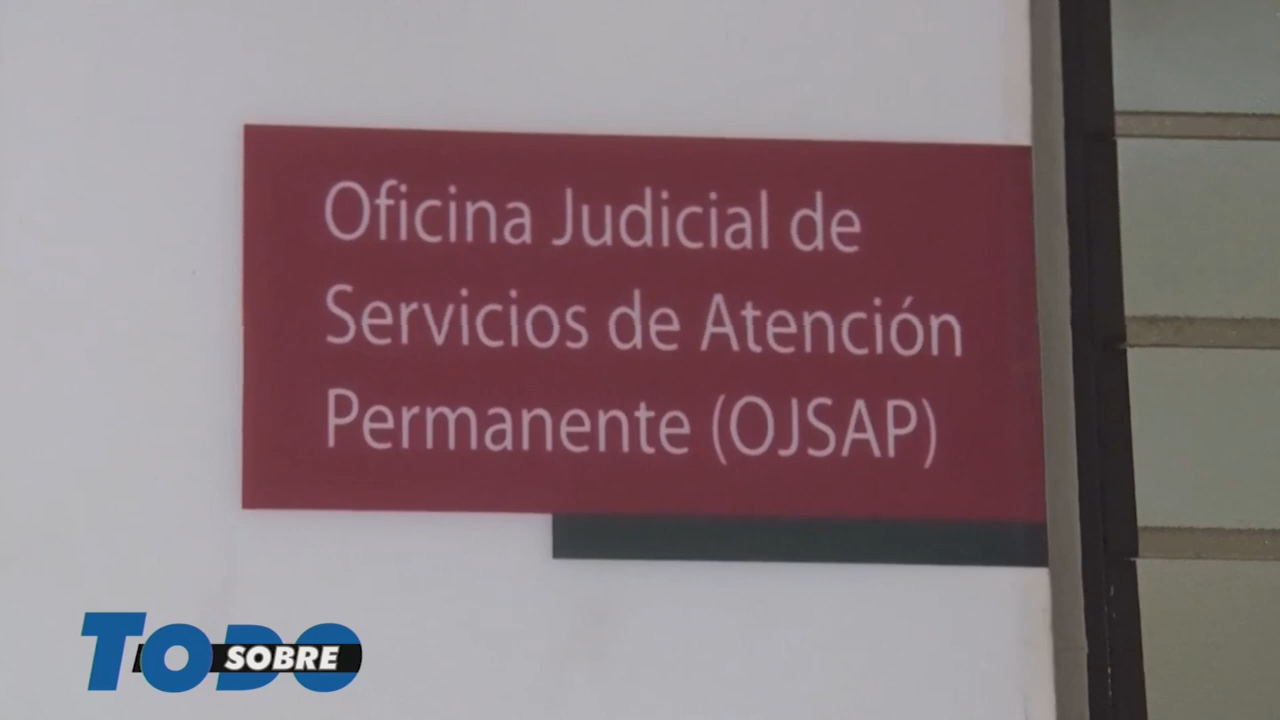 Oficina Judicial de
Servicios de Atención
Permanente (OJSAP)
TODO
SOBRE